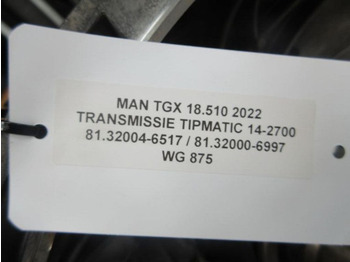 MAN TGX 18.510 2022
TRANSMISSIE TIPMATIC 14-2700
81.32004-6517 / 81.32000-6997
WG 875